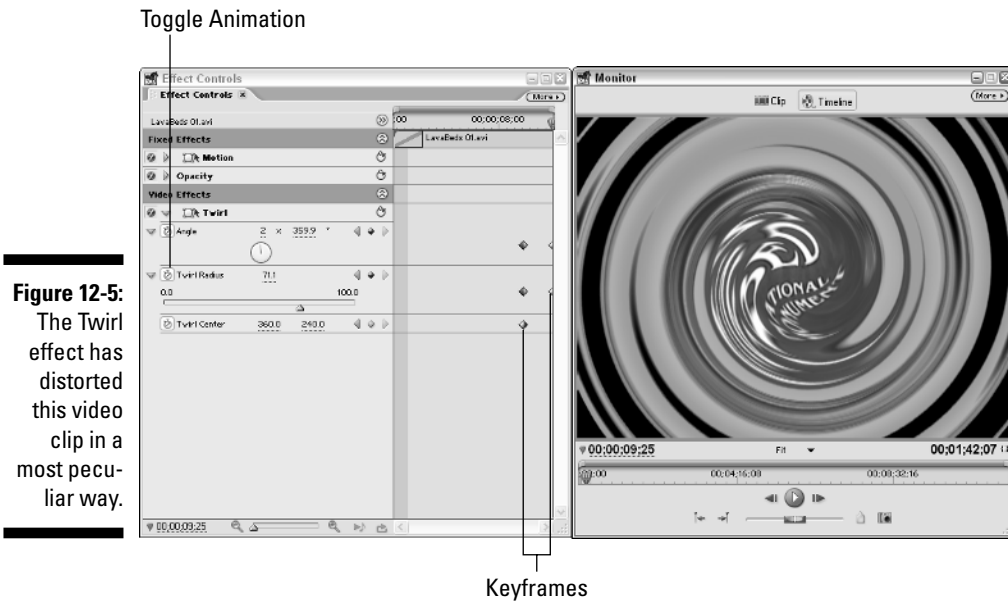 Toggle Animation
Effect Controls
Effect Controls
More
LavaBeds 01.avi
:00 00;00;08;00
Fixed Effects
LavaBeds 01.avi
Motion
Opacity
Video Effects
Twirl
Angle 2 x 359.9 °
Twirl Radius 71.1
0.0 100.0
Twirl Center 360.0 240.0
00;00;09;25
Monitor
Clip Timeline
More
TIONAL
00;00;09;25 Fit 00;01;42;07
00;00 00;04;16;08 00;08;32;16
Figure 12-5:
The Twirl
effect has
distorted
this video
clip in a
most pecu-
liar way.
Keyframes